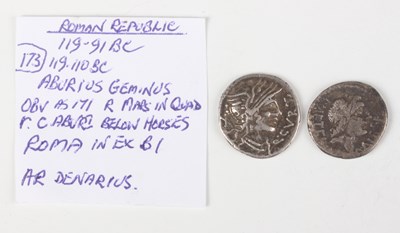 ROMAN REPUBLIC
119-91 BC
173 119.110 BC
ABURIUS GEMINUS
OBV AS 171 R MARS IN QUAD
r. C ABURI BELOW HORSES
ROMA IN EX B1
AR DENARIUS.